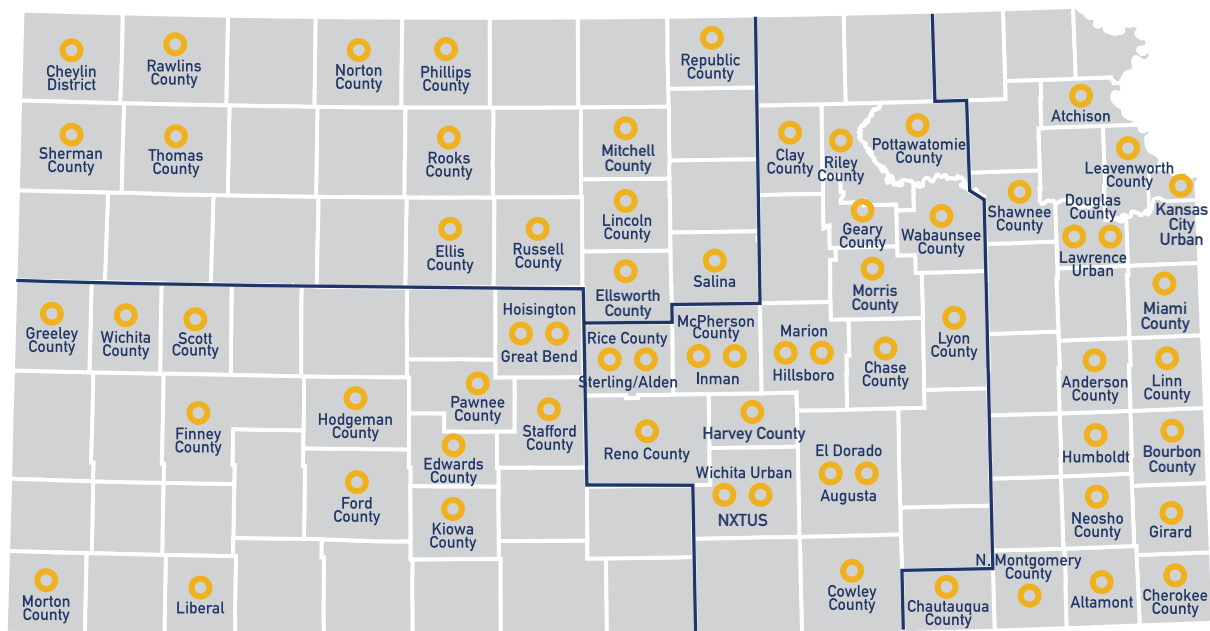 Cheylin
District
Rawlins
County
Norton
County
Phillips
County
Republic
County
Sherman
County
Thomas
County
Rooks
County
Mitchell
County
Clay
County
Riley
County
Pottawatomie
County
Atchison
Leavenworth
County
Kansas
City
Urban
Ellis
County
Russell
County
Lincoln
County
Ellsworth
County
Salina
Geary
County
Wabaunsee
County
Shawnee
County
Douglas
County
Lawrence
Urban
Morris
County
Miami
County
Greeley
County
Wichita
County
Scott
County
Hoisington
Great Bend
Rice County
Sterling/Alden
McPherson
County
Inman
Marion
Hillsboro
Chase
County
Lyon
County
Anderson
County
Linn
County
Finney
County
Hodgeman
County
Pawnee
County
Stafford
County
Reno County
Harvey County
El Dorado
Augusta
Humboldt
Bourbon
County
Edwards
County
Ford
County
Kiowa
County
Wichita Urban
NXTUS
Neosho
County
Girard
Morton
County
Liberal
Cowley
County
Chautauqua
County
N. Montgomery
County
Altamont
Cherokee
County